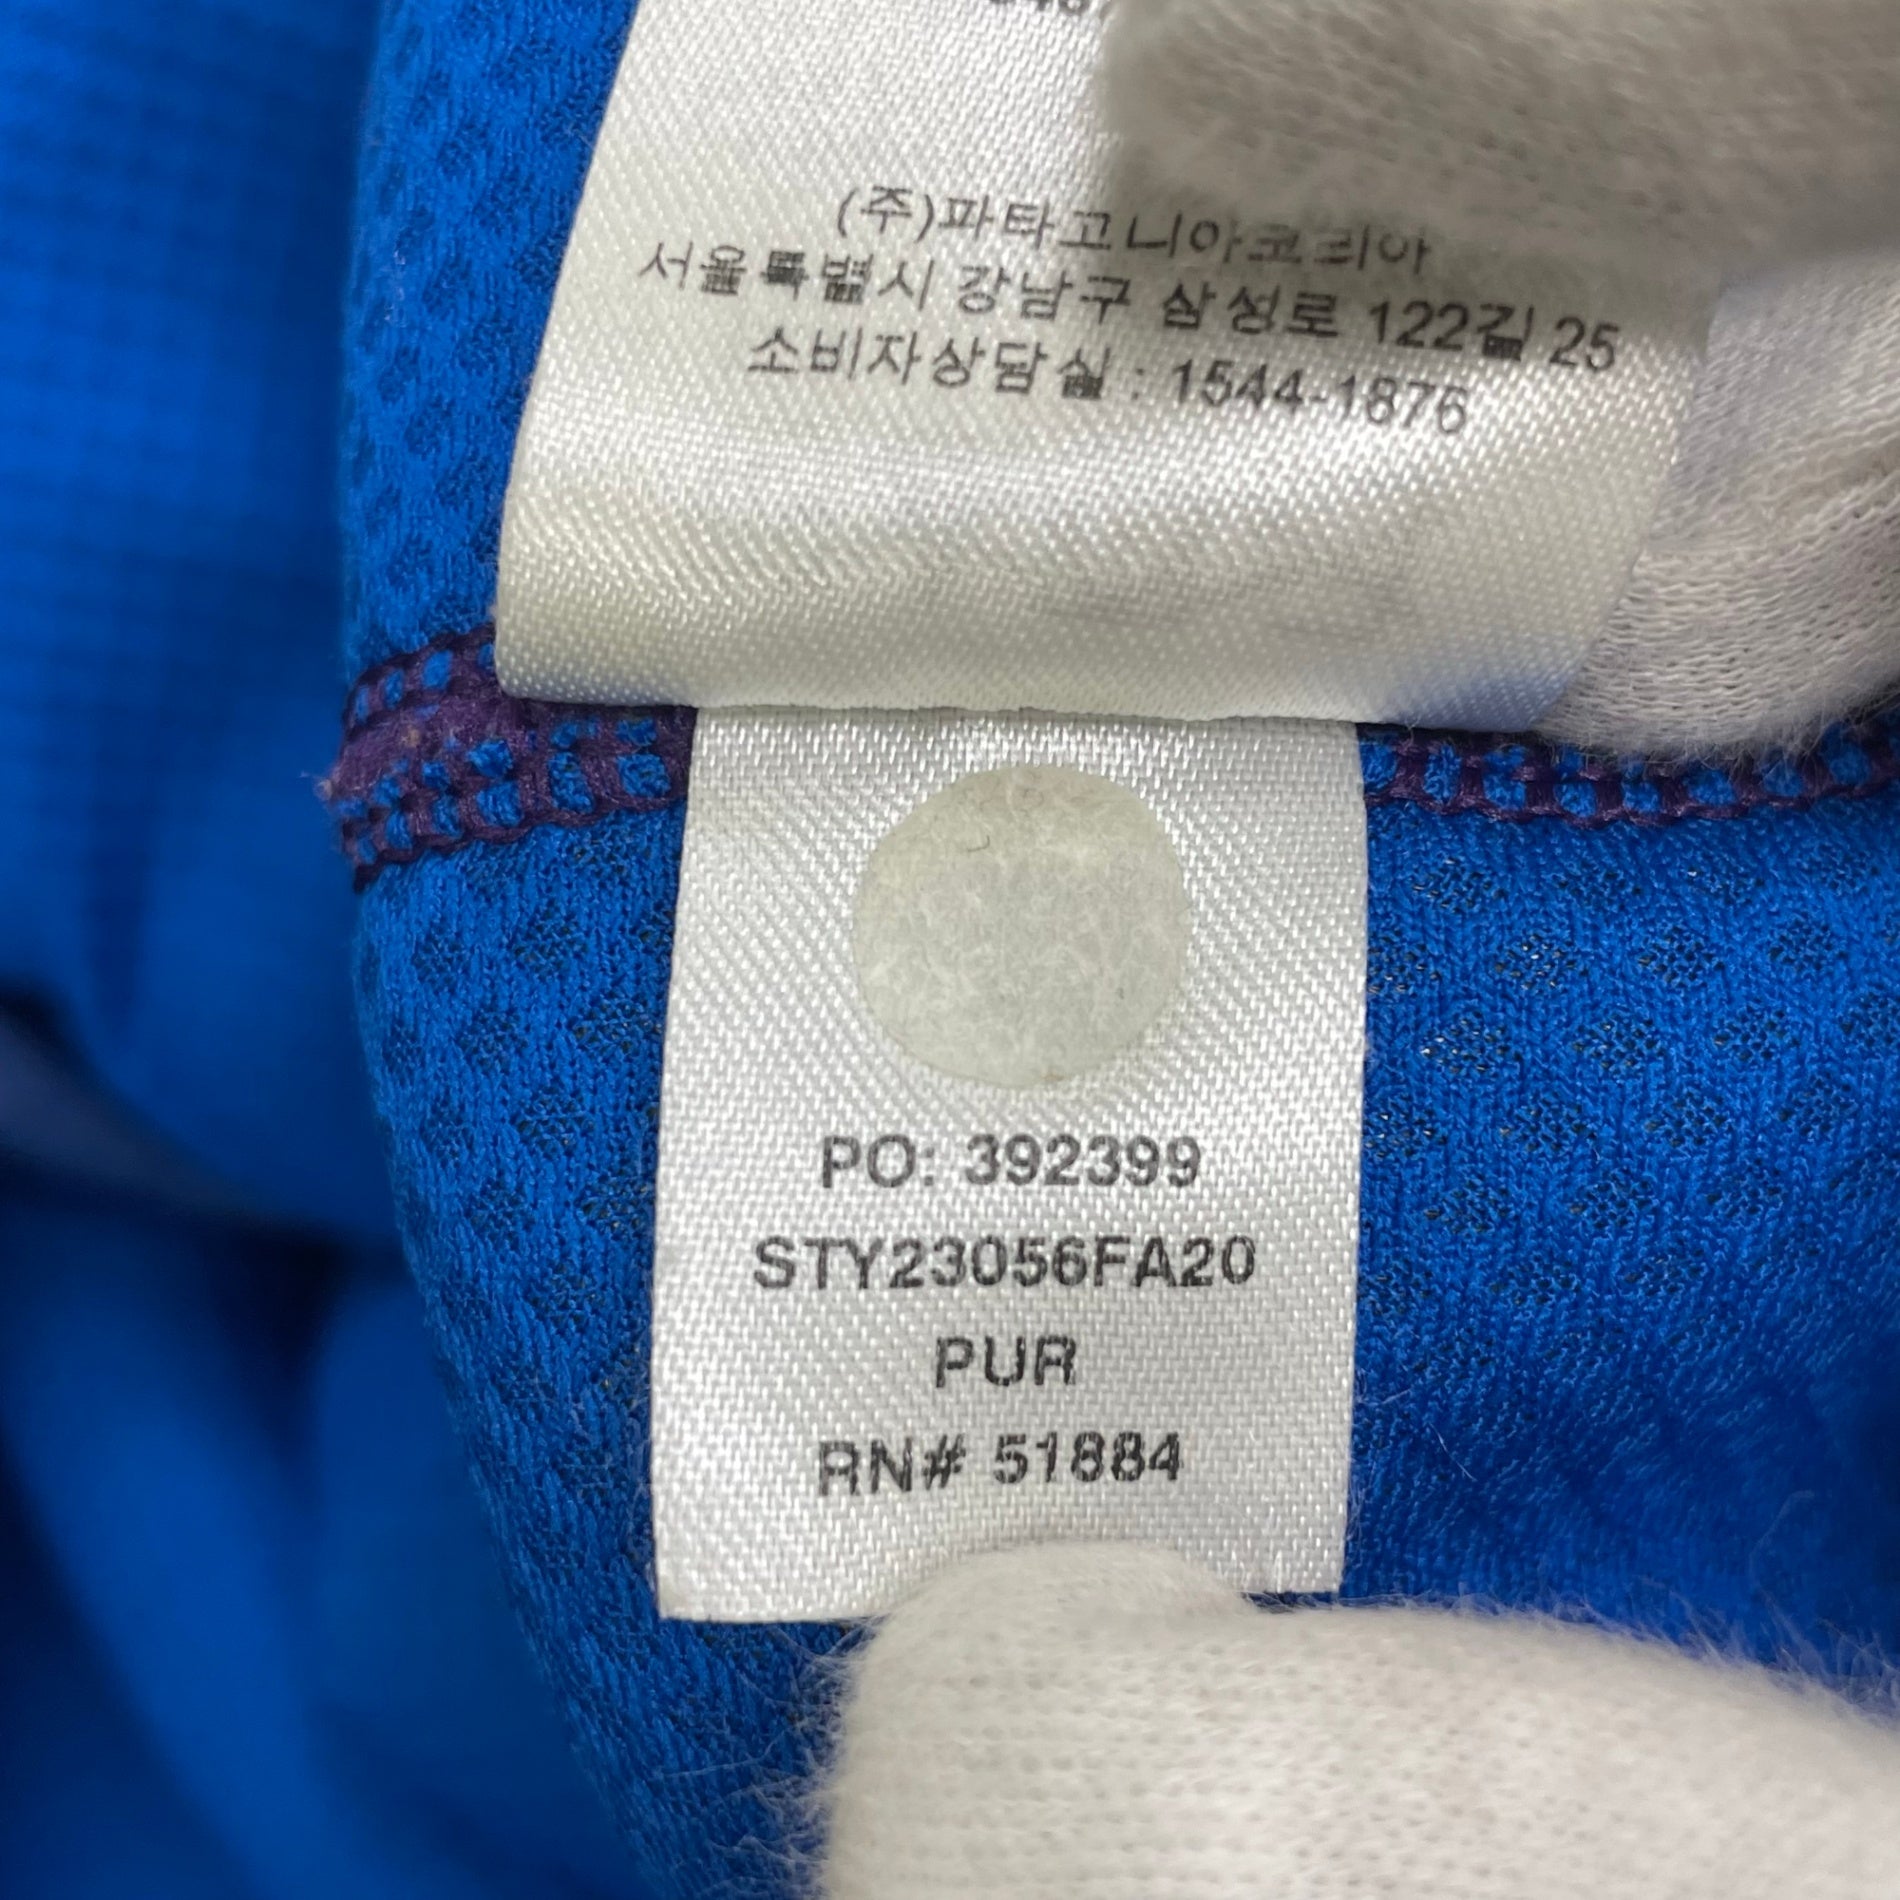 (주)파타고니아코리아
서울특별시 강남구 삼성로 122길 25
소비자상담실 : 1544-1876
PO: 392399
STY23056FA20
PUR
RN# 51884